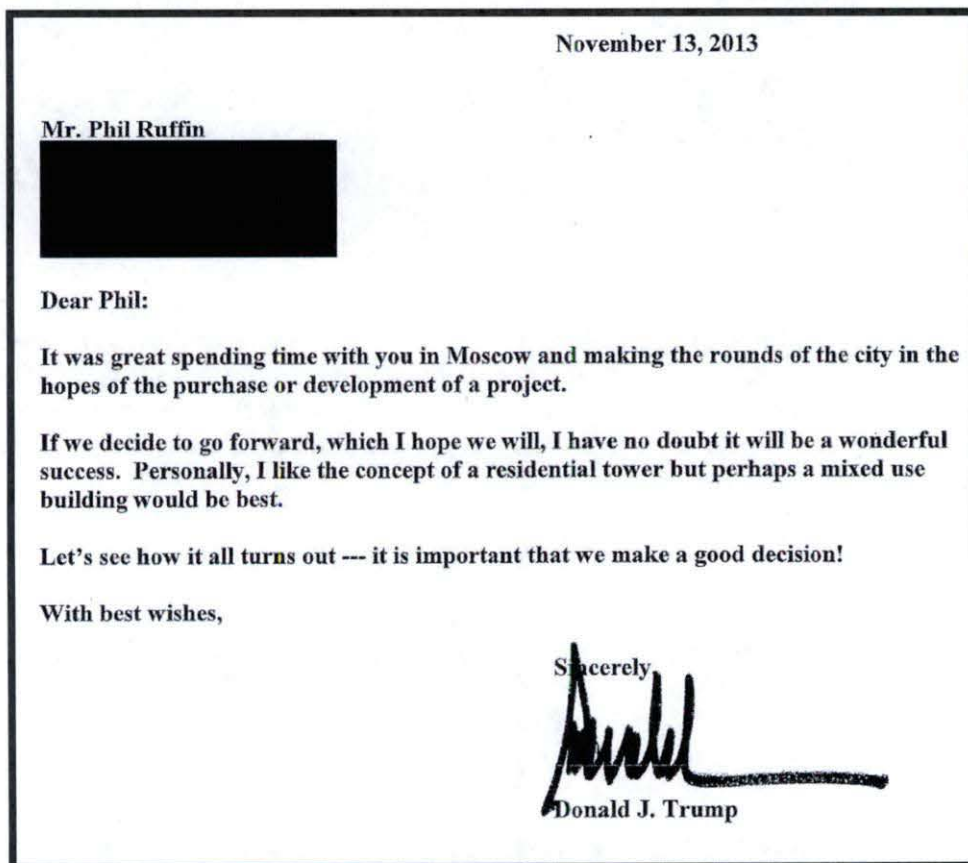 November 13, 2013
Mr. Phil Ruffin
Dear Phil:
It was great spending time with you in Moscow and making the rounds of the city in the
hopes of the purchase or development of a project.
If we decide to go forward, which I hope we will, I have no doubt it will be a wonderful
success. Personally, I like the concept of a residential tower but perhaps a mixed use
building would be best.
Let's see how it all turns out --- it is important that we make a good decision!
With best wishes,
Sincerely,
Donald
Donald J. Trump